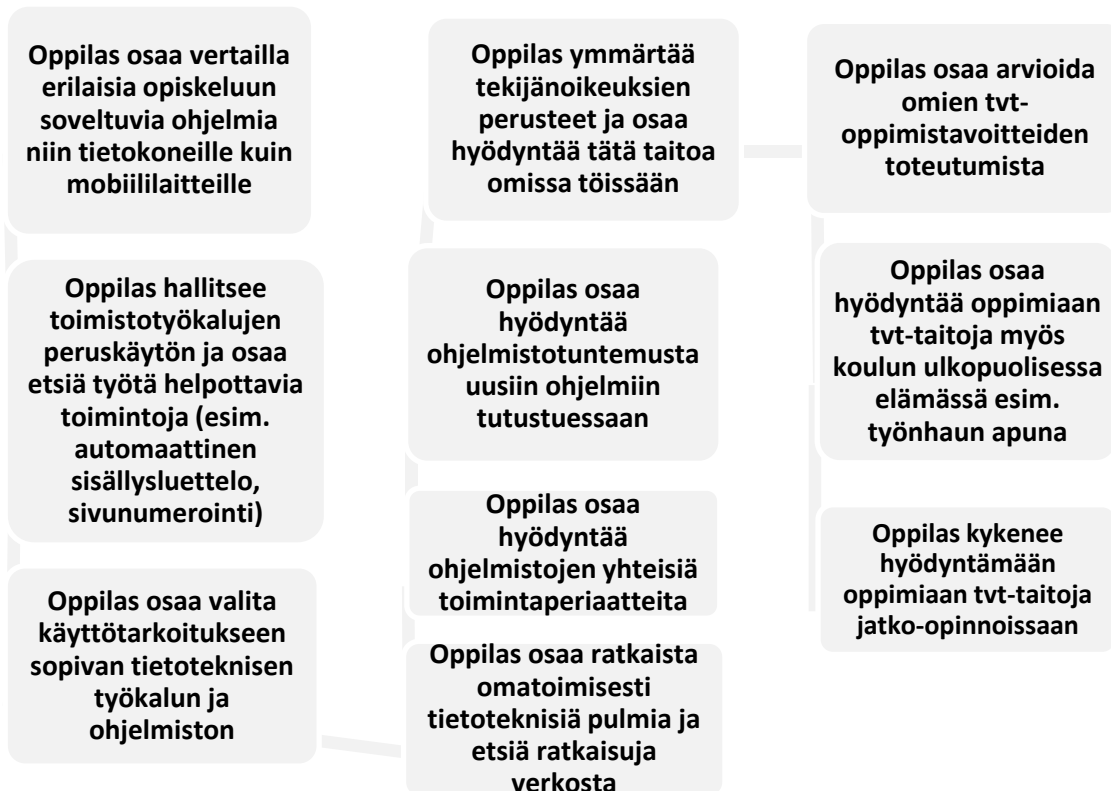 Oppilas osaa vertailla
erilaisia opiskeluun
soveltuvia ohjelmia
niin tietokoneille kuin
mobiililaitteille
Oppilas hallitsee
toimistotyökalujen
peruskäytön ja osaa
etsiä työtä helpottavia
toimintoja (esim.
automaattinen
sisällysluettelo,
sivunumerointi)
Oppilas osaa valita
käyttötarkoitukseen
sopivan tietoteknisen
työkalun ja
ohjelmiston
Oppilas ymmärtää
tekijänoikeuksien
perusteet ja osaa
hyödyntää tätä taitoa
omissa töissään
Oppilas osaa
hyödyntää
ohjelmistotuntemusta
uusiin ohjelmiin
tutustuessaan
Oppilas osaa
hyödyntää
ohjelmistojen yhteisiä
toimintaperiaatteita
Oppilas osaa ratkaista
omatoimisesti
tietoteknisiä pulmia ja
etsiä ratkaisuja
verkosta
Oppilas osaa arvioida
omien tvt-
oppimistavoitteiden
toteutumista
Oppilas osaa
hyödyntää oppimiaan
tvt-taitoja myös
koulun ulkopuolisessa
elämässä esim.
työnhaun apuna
Oppilas kykenee
hyödyntämään
oppimiaan tvt-taitoja
jatko-opinnoissaan